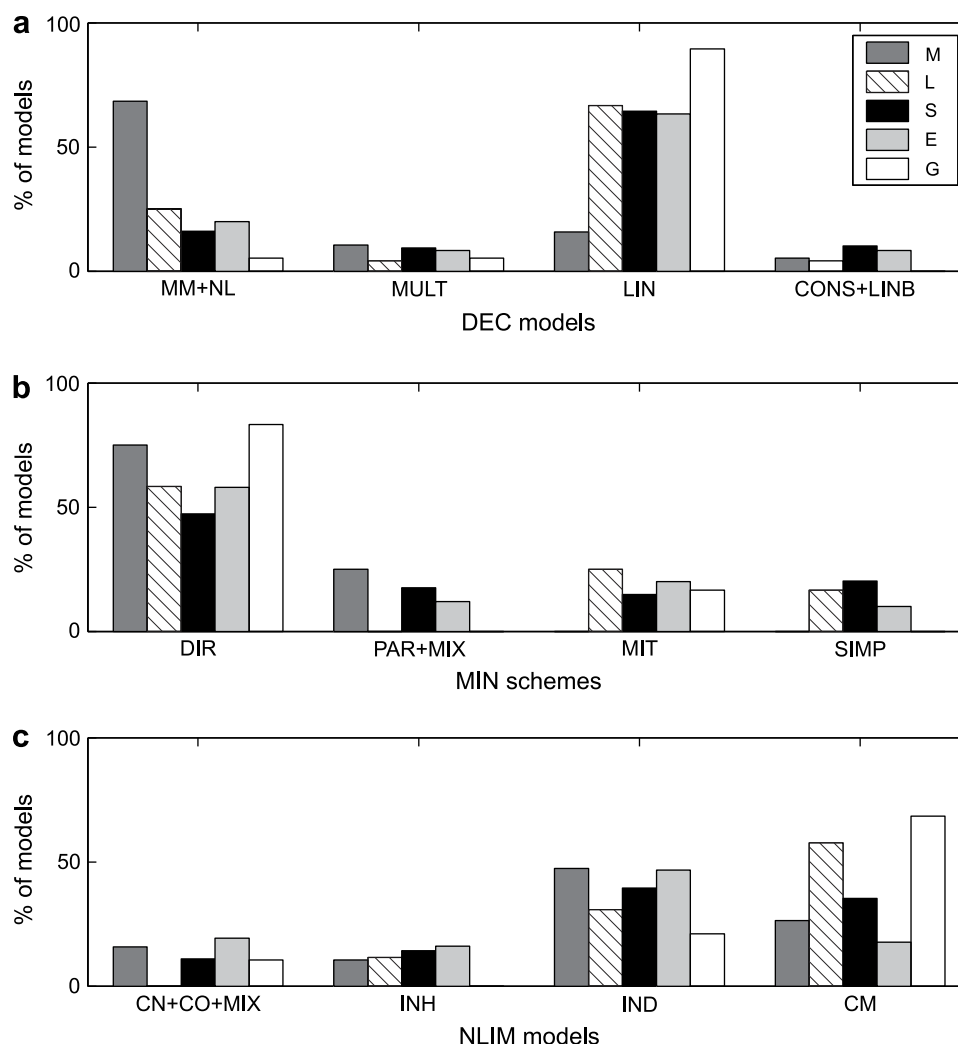 a
100
50
0
% of models
M
L
S
E
G
MM+NL MULT LIN CONS+LINB
DEC models
b
100
50
0
% of models
DIR PAR+MIX MIT SIMP
MIN schemes
c
100
50
0
% of models
CN+CO+MIX INH IND CM
NLIM models